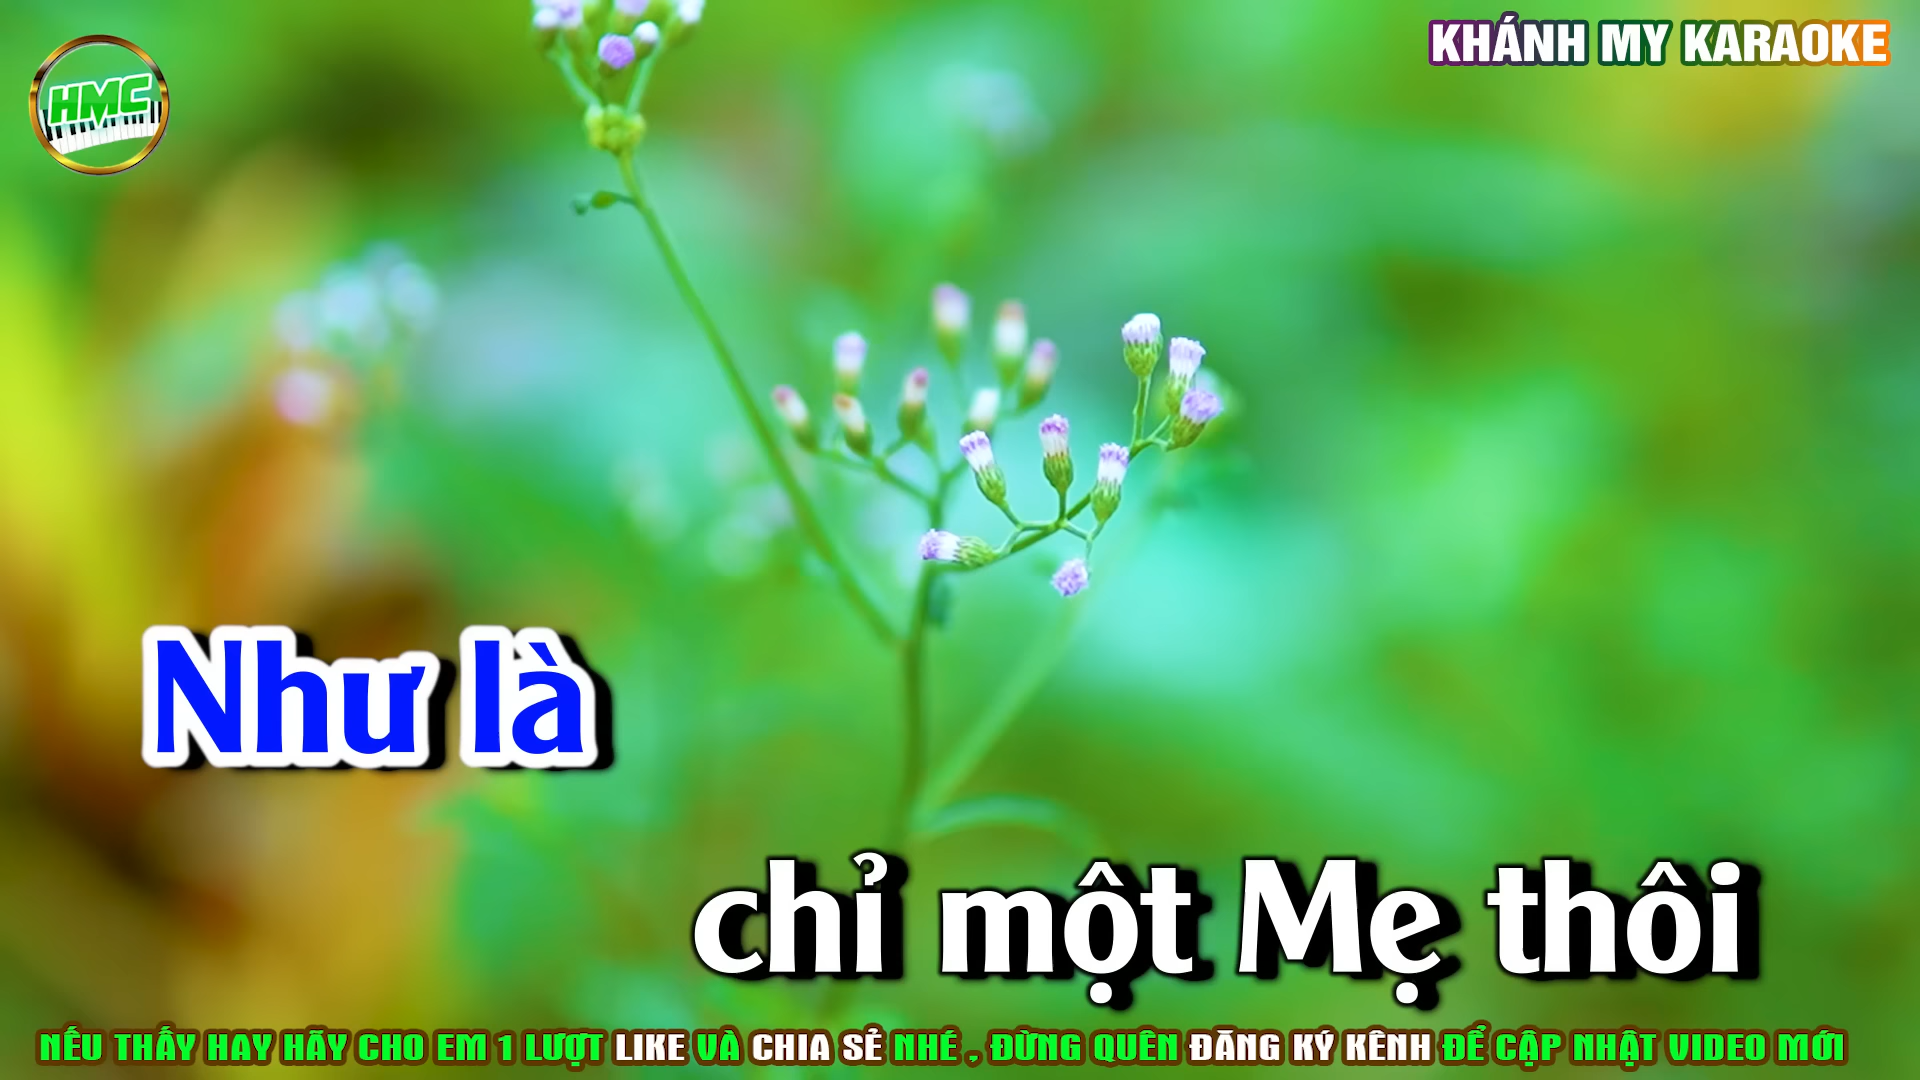 KHÁNH MY KARAOKE
HMC
Như là
chỉ một Mẹ thôi
NẾU THẤY HAY HÃY CHO EM 1 LƯỢT LIKE VÀ CHIA SẺ NHÉ , ĐỪNG QUÊN ĐĂNG KÝ KÊNH ĐỂ CẬP NHẬT VIDEO MỚI